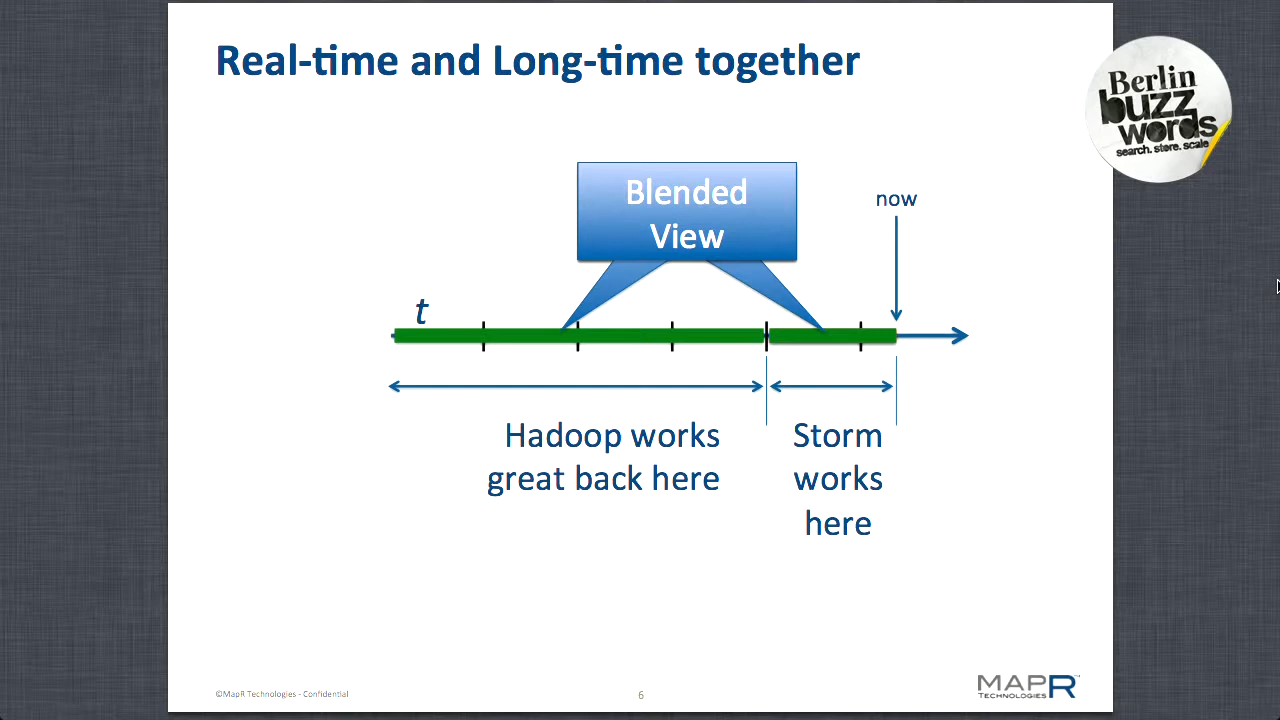 Real-time and Long-time together
Berlin
buzz
words
search. store. scale
Blended
View
now
t
Hadoop works
great back here
Storm
works
here
©MapR Technologies - Confidential
6
MAPR
TECHNOLOGIES